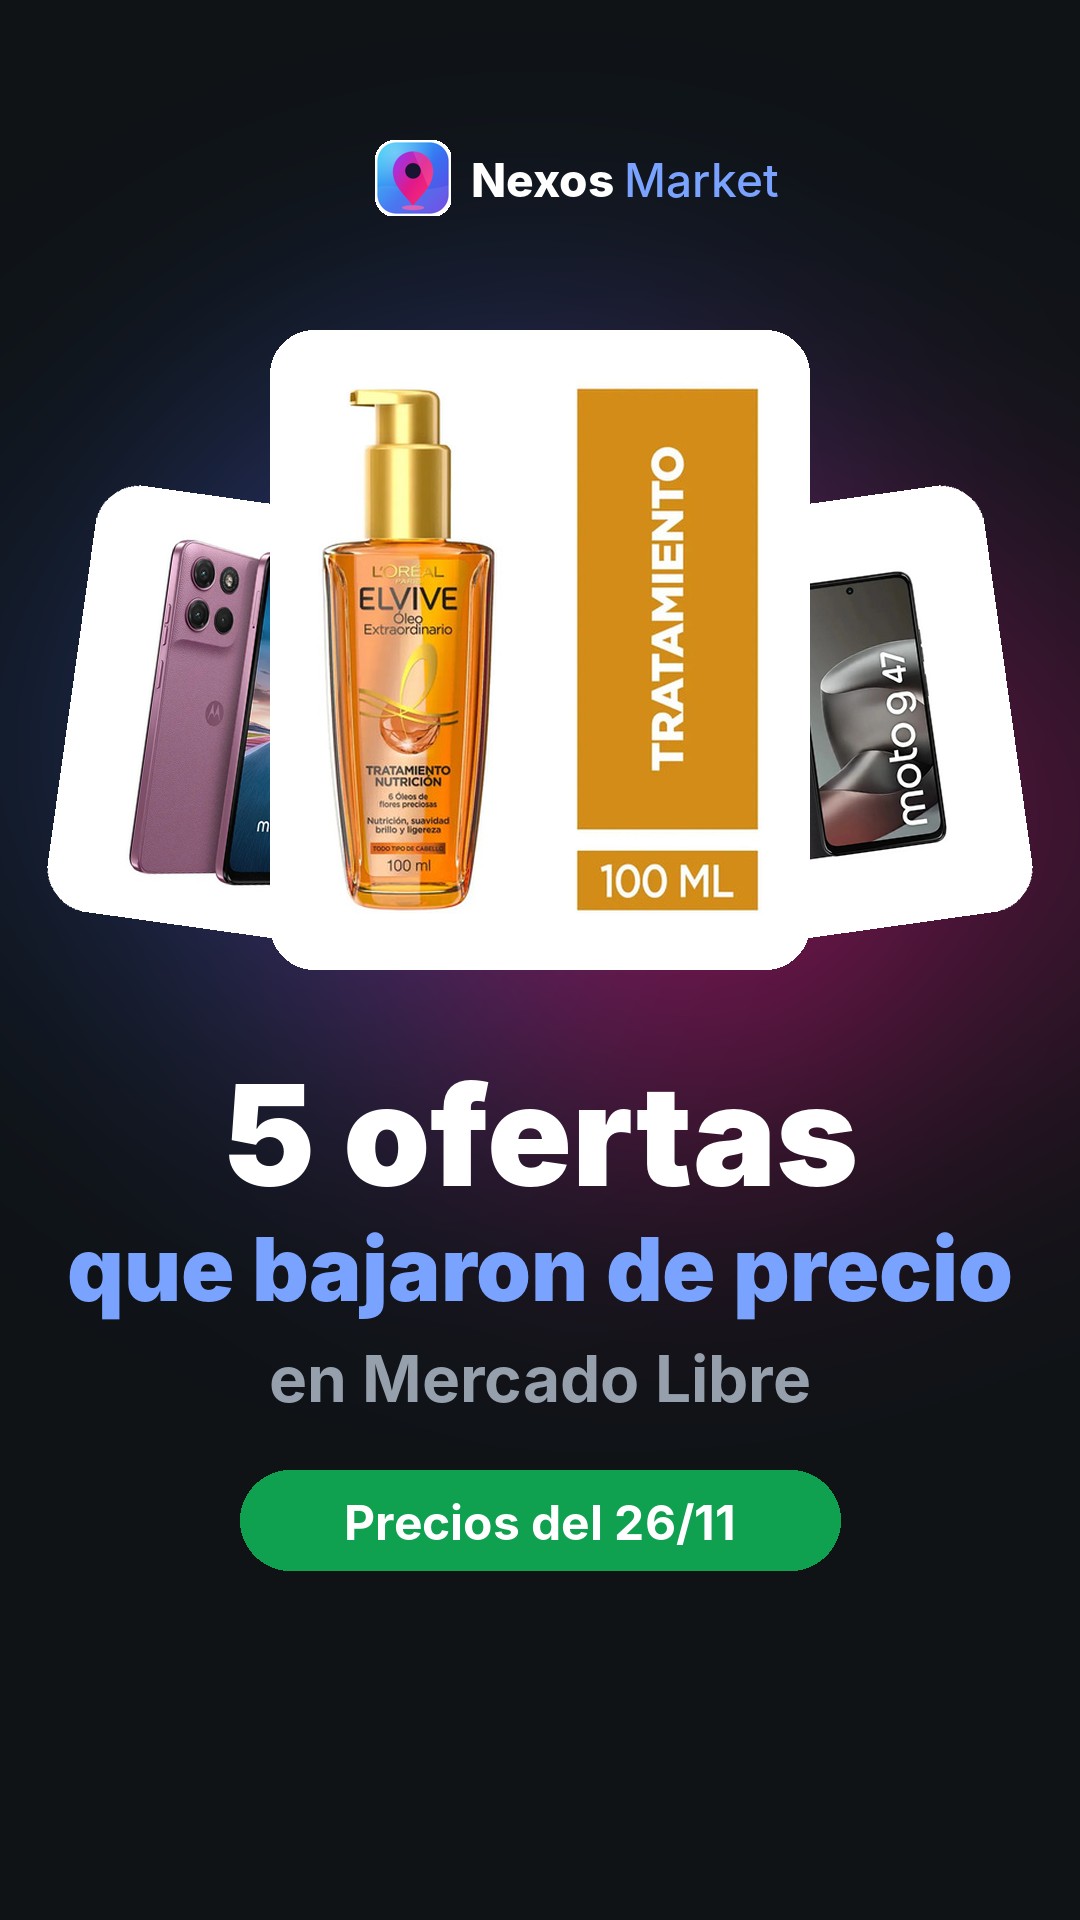 Nexos Market
L'ORÉAL
PARIS
ELVIVE
Óleo
Extraordinario
TRATAMIENTO
NUTRICIÓN
6 Óleos de
flores preciosas
Nutrición, suavidad
brillo y ligereza
TODO TIPO DE CABELLO
100 ml
TRATAMIENTO
100 ML
m
moto g 47
5 ofertas
que bajaron de precio
en Mercado Libre
Precios del 26/11